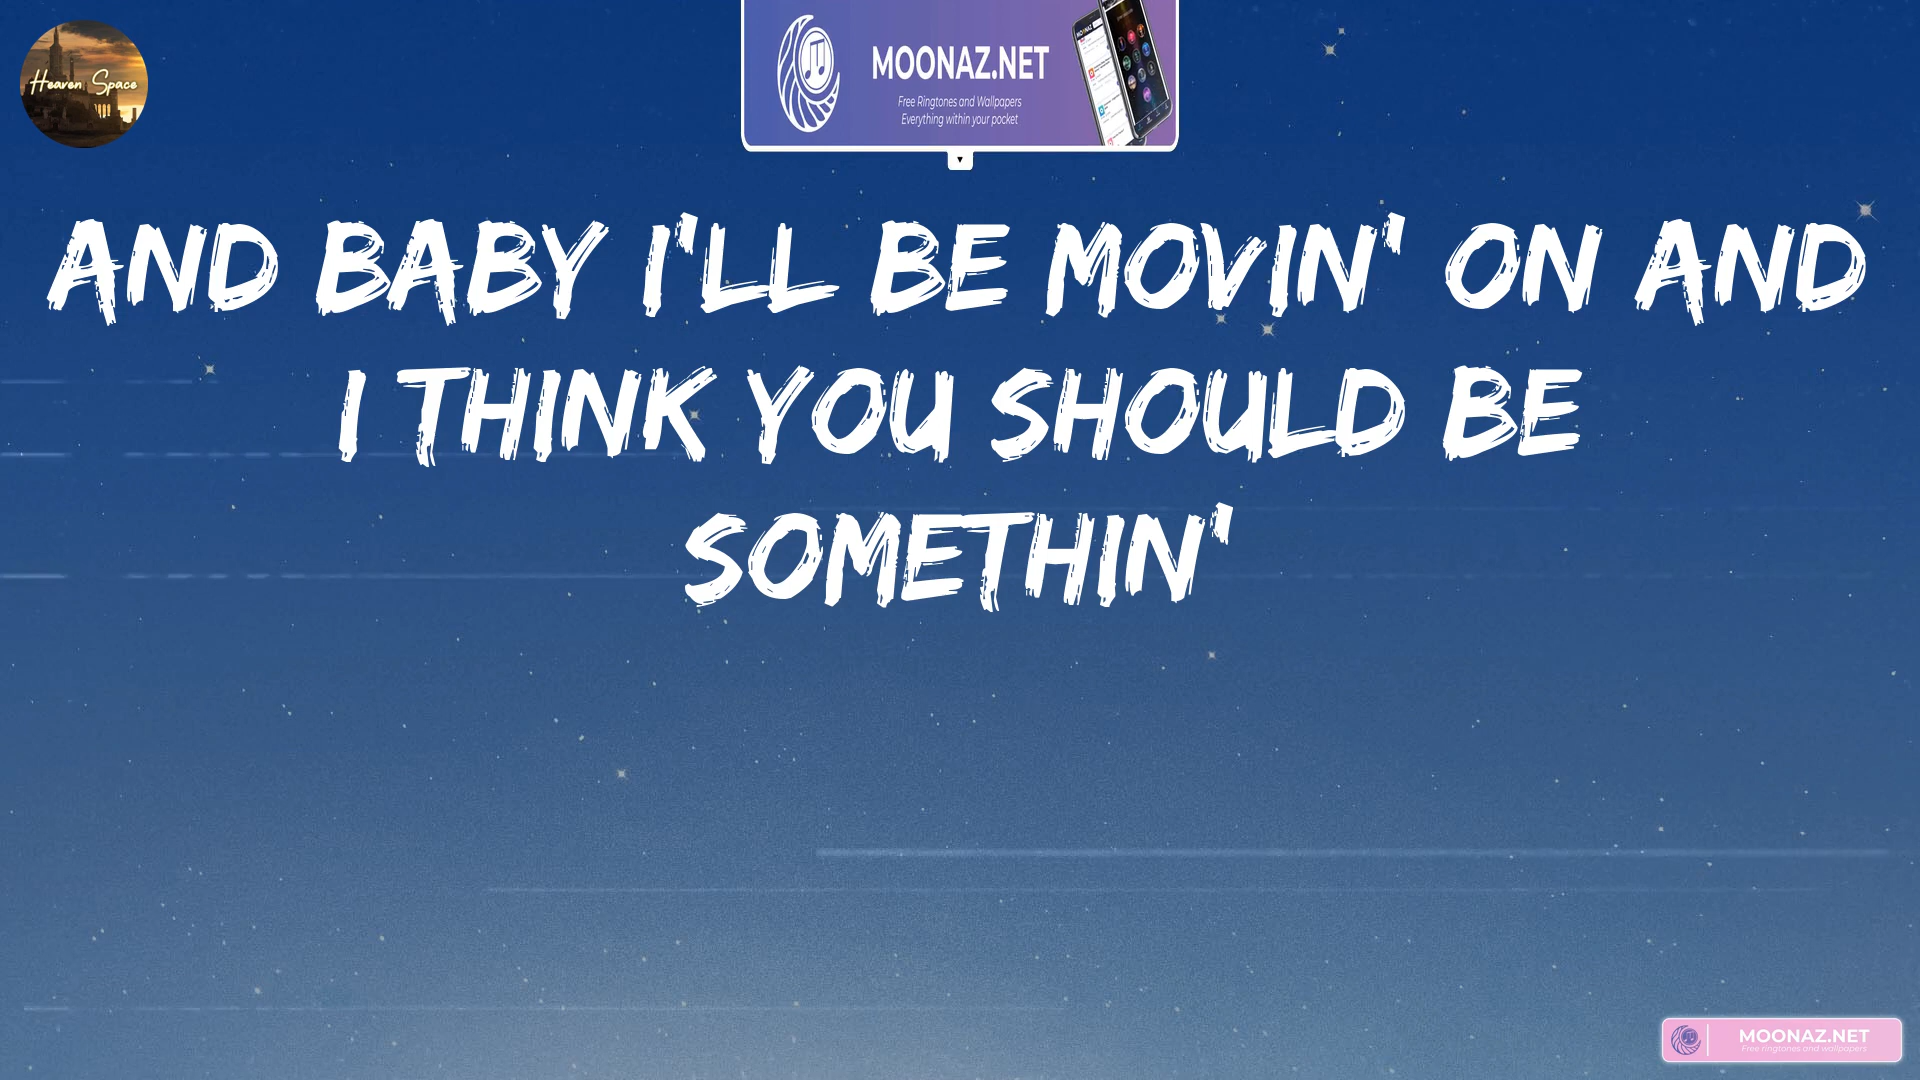 Heaven Space
MOONAZ.NET
Free Ringtones and Wallpapers
Everything within your pocket
AND BABY I'LL BE MOVIN' ON AND
I THINK YOU SHOULD BE
SOMETHIN'
MOONAZ.NET
Free ringtones and wallpapers